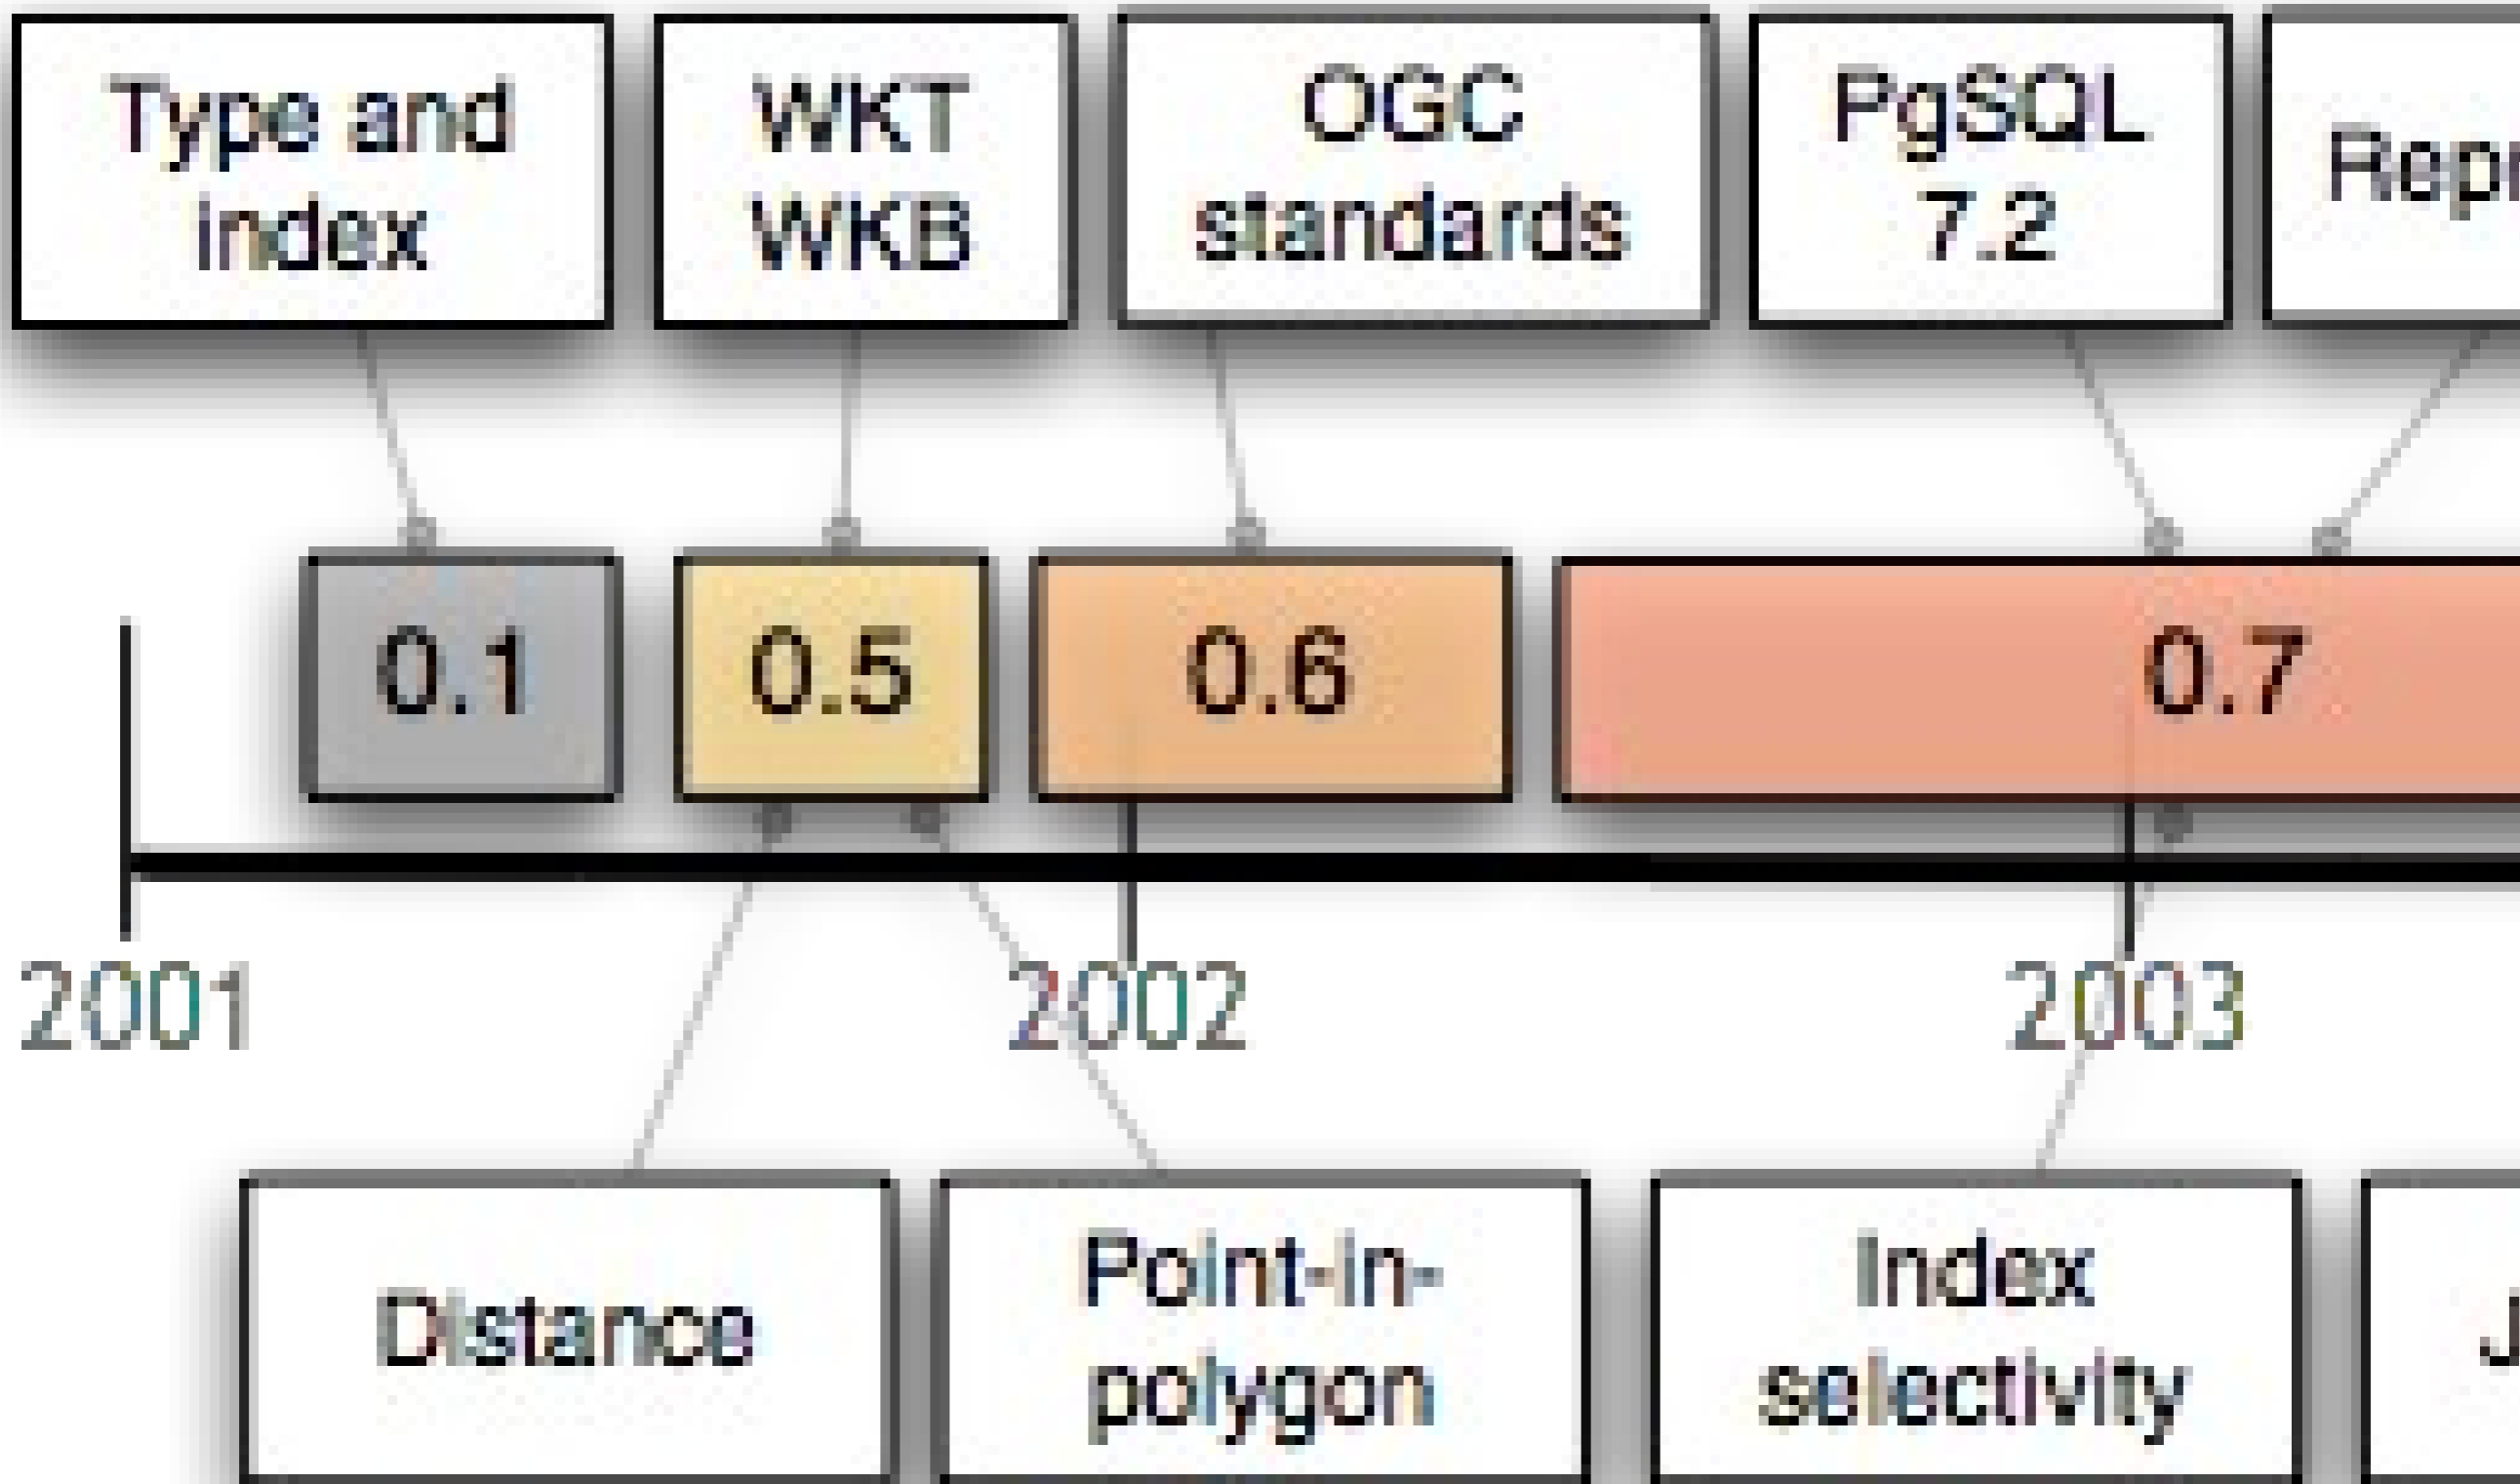 Type and
index
WKT
WKB
OGC
standards
PgSQL
7.2
0.1
0.5
0.6
0.7
2001
2002
2003
Distance
Point-in-
polygon
Index
selectivity